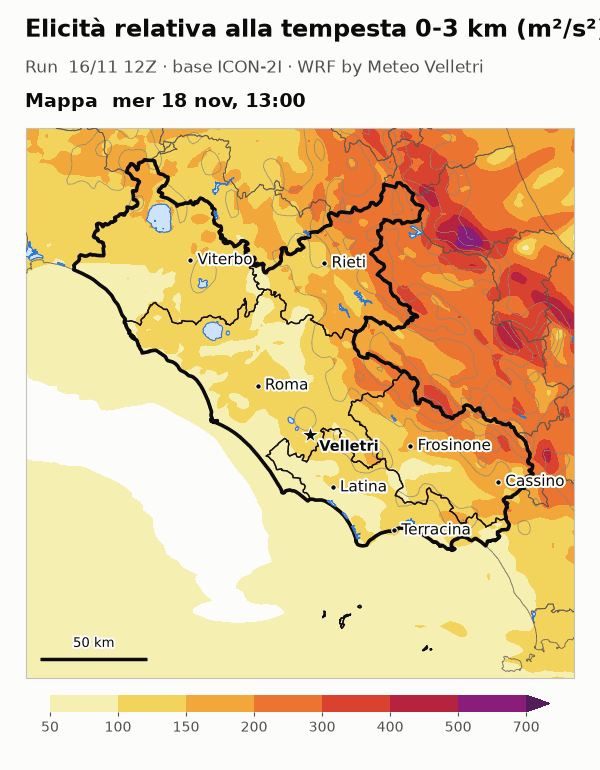 Elicità relativa alla tempesta 0-3 km (m²/s²)
Run 16/11 12Z · base ICON-2I · WRF by Meteo Velletri
Mappa mer 18 nov, 13:00
Viterbo
Rieti
Roma
Velletri
Frosinone
Latina
Cassino
Terracina
50 km
50 100 150 200 300 400 500 700